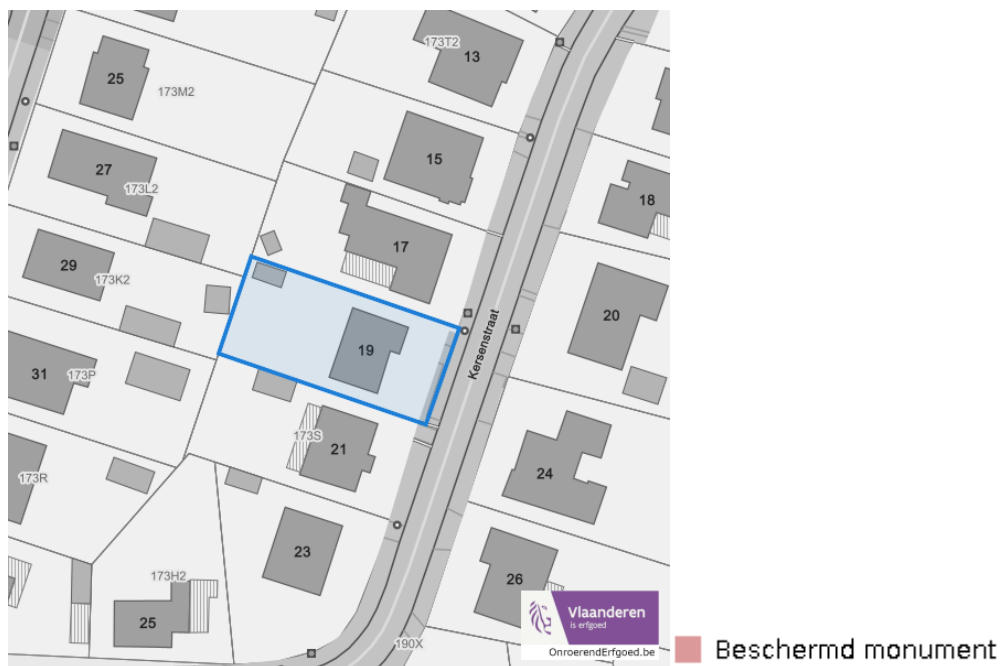 173T2
13
25
173M2
15
27
173L2
18
17
29
173K2
20
Kersenstraat
19
31
173P
173S
21
24
173R
23
26
173H2
25
Vlaanderen
is erfgoed
190X
OnroerendErfgoed.be
Beschermd monument